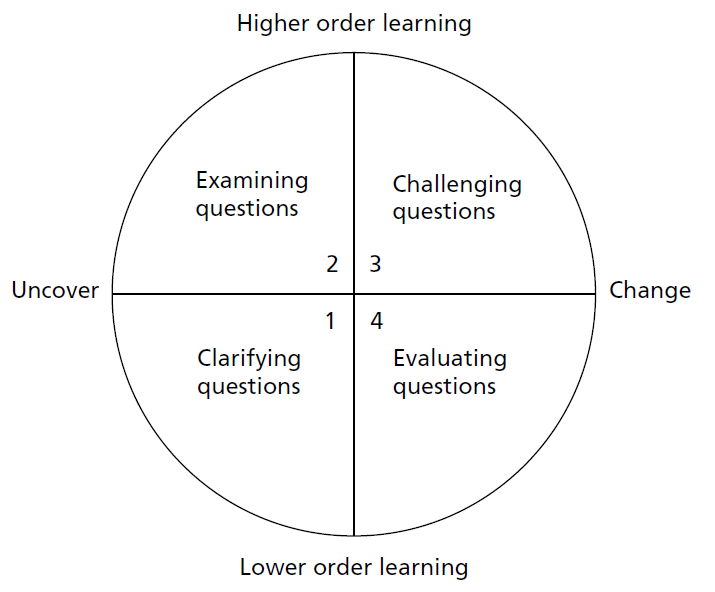 Higher order learning
Examining
questions
Challenging
questions
2
3
Uncover
Change
1
4
Clarifying
questions
Evaluating
questions
Lower order learning